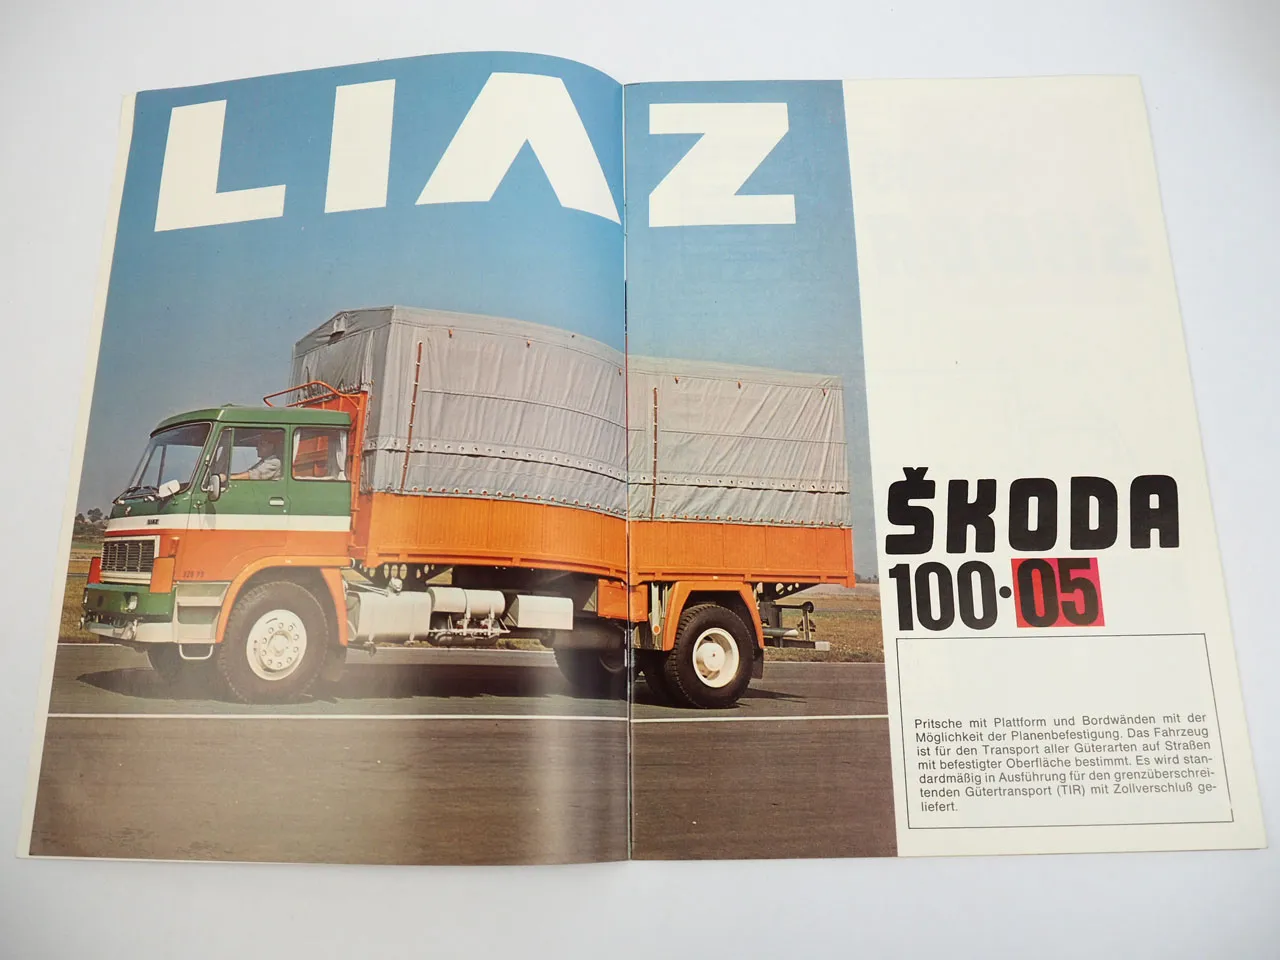 LIAZ
LIAZ
ŠKODA
100·05
Pritsche mit Plattform und Bordwänden mit der
Möglichkeit der Planenbefestigung. Das Fahrzeug
ist für den Transport aller Güterarten auf Straßen
mit befestigter Oberfläche bestimmt. Es wird stan-
dardmäßig in Ausführung für den grenzüberschrei-
tenden Gütertransport (TIR) mit Zollverschluß ge-
liefert.